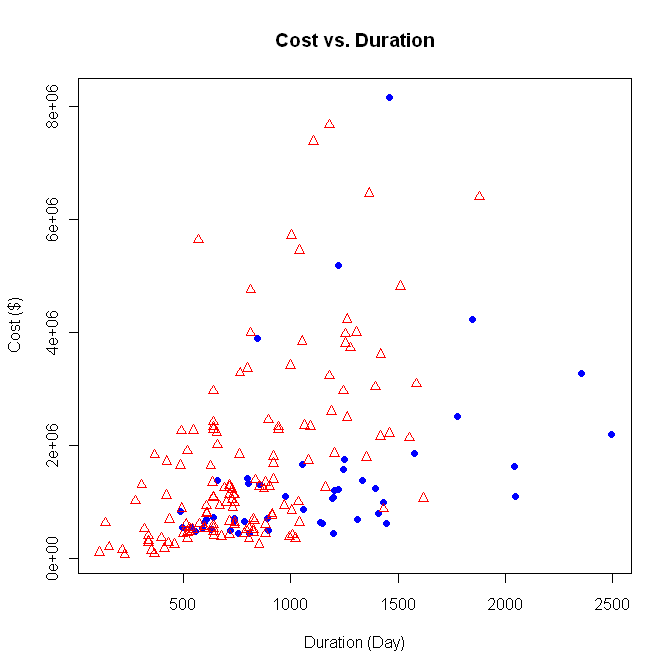 Cost vs. Duration
8e+06
6e+06
4e+06
2e+06
0e+00
Cost ($)
500 1000 1500 2000 2500
Duration (Day)